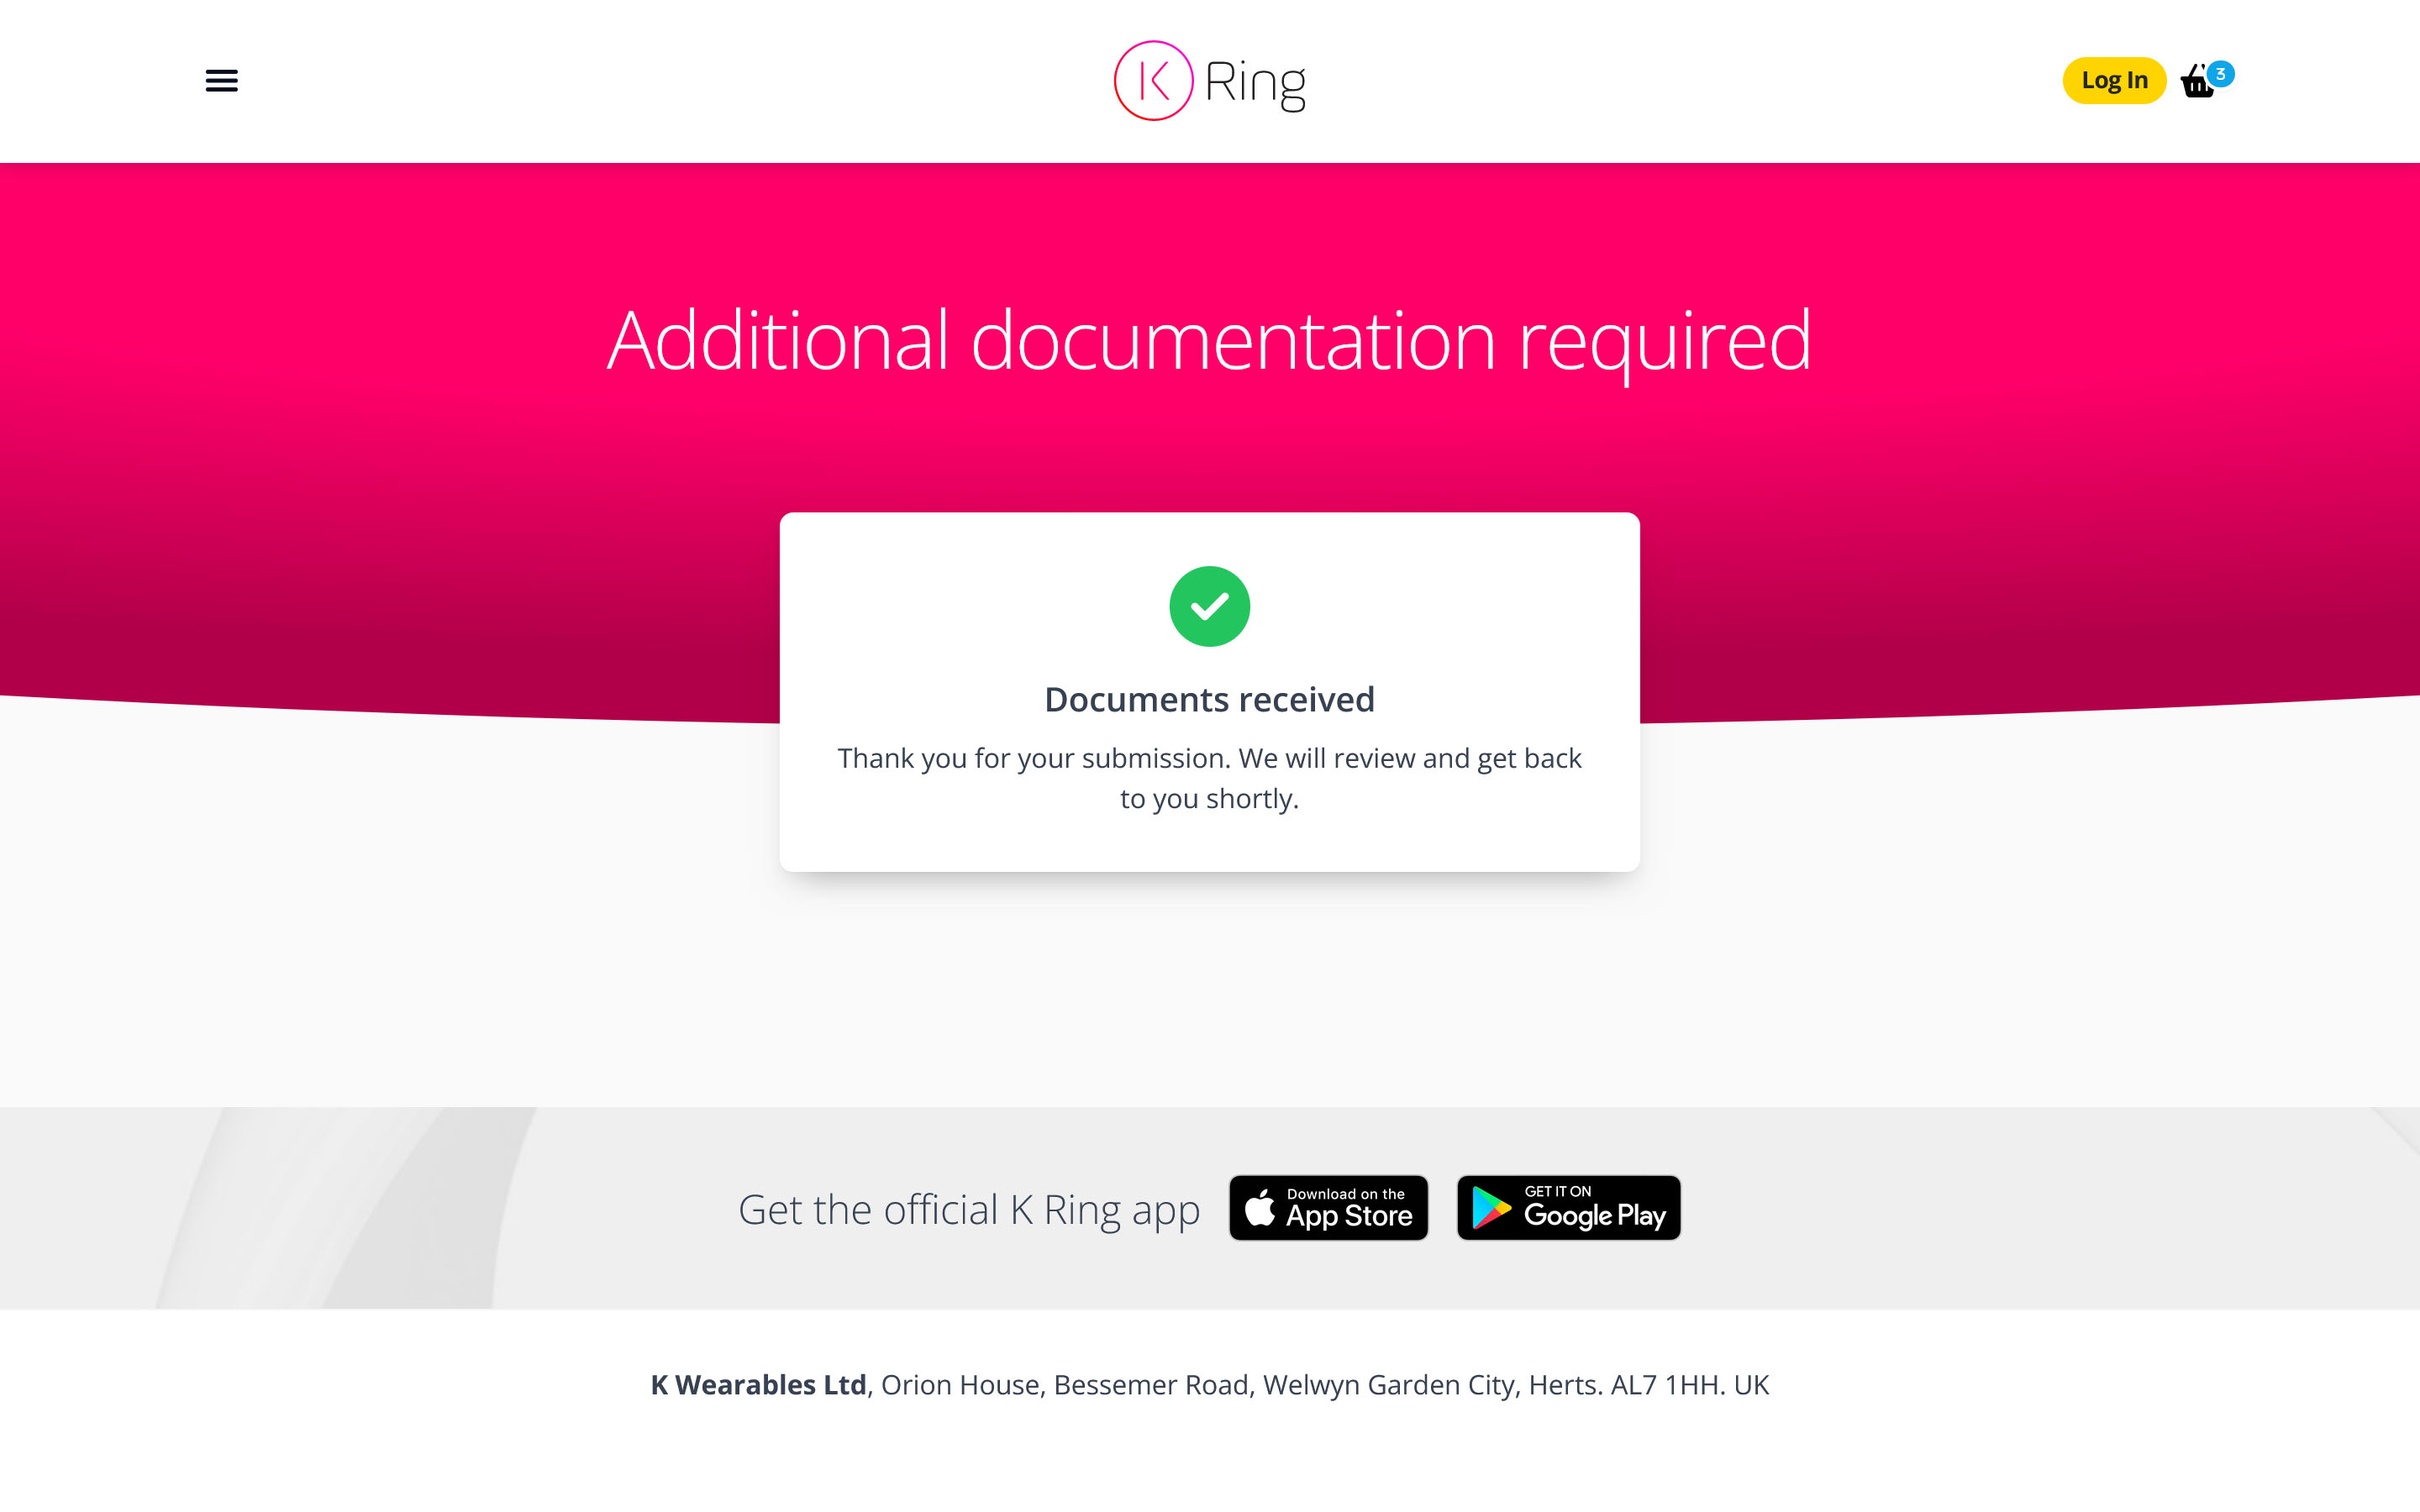 K Ring
Log In
3
Additional documentation required
Documents received
Thank you for your submission. We will review and get back
to you shortly.
Get the official K Ring app
Download on the
App Store
GET IT ON
Google Play
K Wearables Ltd, Orion House, Bessemer Road, Welwyn Garden City, Herts. AL7 1HH. UK